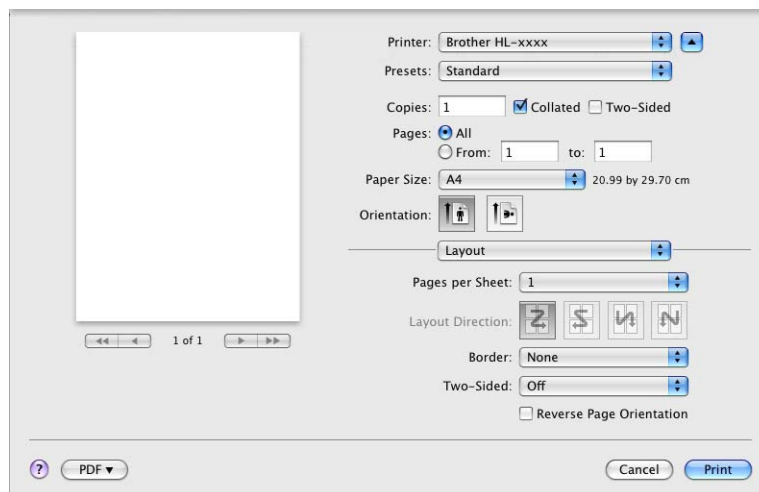 Printer: Brother HL-xxxx
Presets: Standard
Copies: 1 Collated Two-Sided
Pages: All
From: 1 to: 1
Paper Size: A4 20.99 by 29.70 cm
Orientation:
Layout
Pages per Sheet: 1
Layout Direction:
Border: None
Two-Sided: Off
Reverse Page Orientation
1 of 1
? PDF Cancel Print